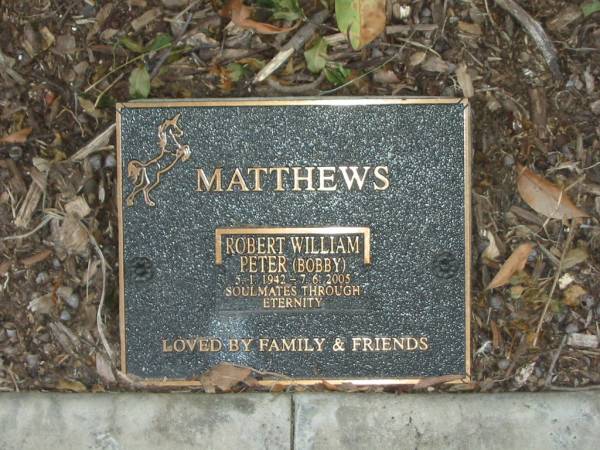 MATTHEWS
ROBERT WILLIAM
PETER (BOBBY)
5. 1. 1942 – 7. 6. 2005
SOULMATES THROUGH
ETERNITY
LOVED BY FAMILY & FRIENDS